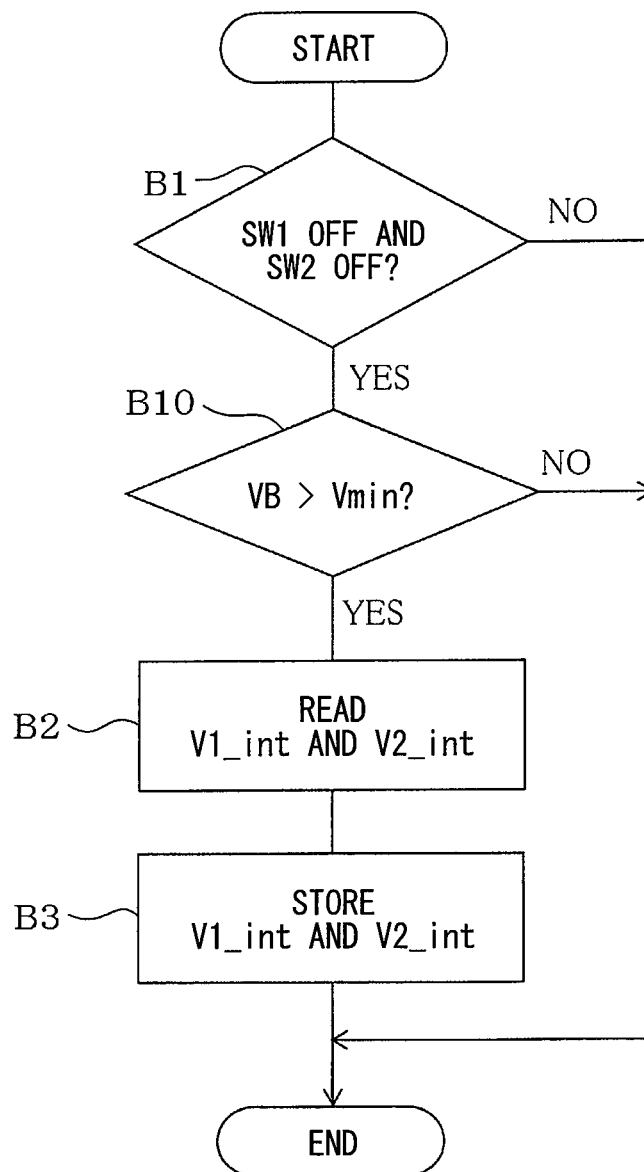 START
B1
SW1 OFF AND
SW2 OFF?
NO
YES
B10
VB > Vmin?
NO
YES
B2
READ
V1_int AND V2_int
B3
STORE
V1_int AND V2_int
END